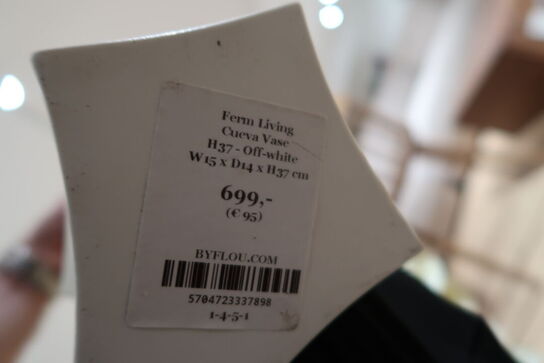 Ferm Living
Cueva Vase
H37 - Off-white
W15 x D14 x H37 cm
699,-
(€ 95)
BYFLOU.COM
5704723337898
1-4-5-1